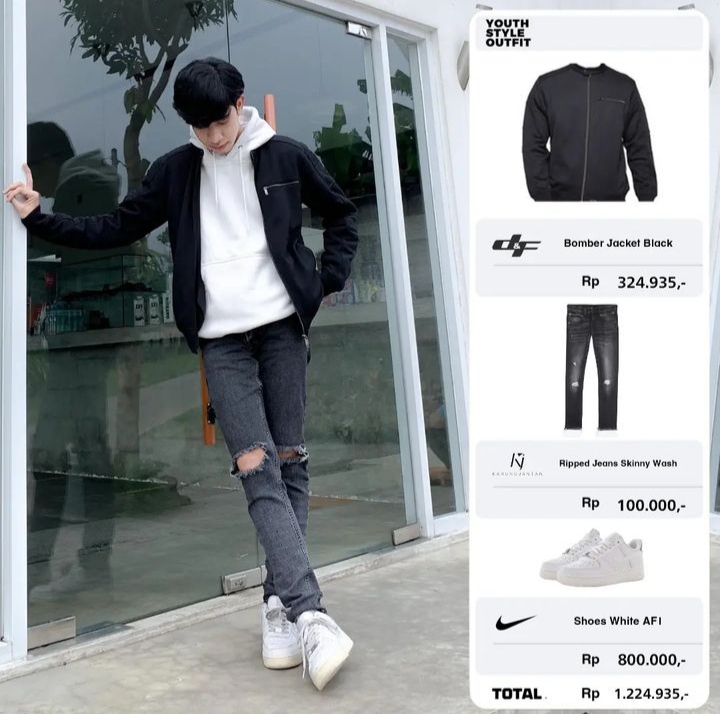 YOUTH
STYLE
OUTFIT
Bomber Jacket Black
Rp 324.935,-
Ripped Jeans Skinny Wash
Rp 100.000,-
Shoes White AF1
Rp 800.000,-
TOTAL Rp 1.224.935,-